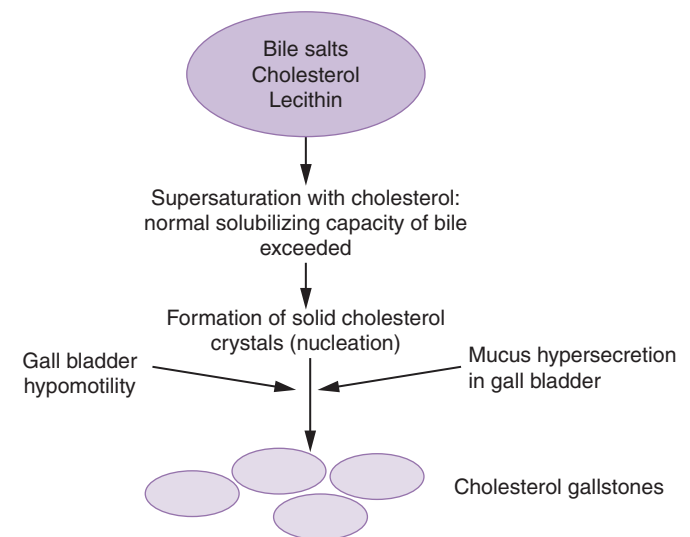 Bile salts
Cholesterol
Lecithin
Supersaturation with cholesterol:
normal solubilizing capacity of bile
exceeded
Formation of solid cholesterol
crystals (nucleation)
Gall bladder
hypomotility
Mucus hypersecretion
in gall bladder
Cholesterol gallstones